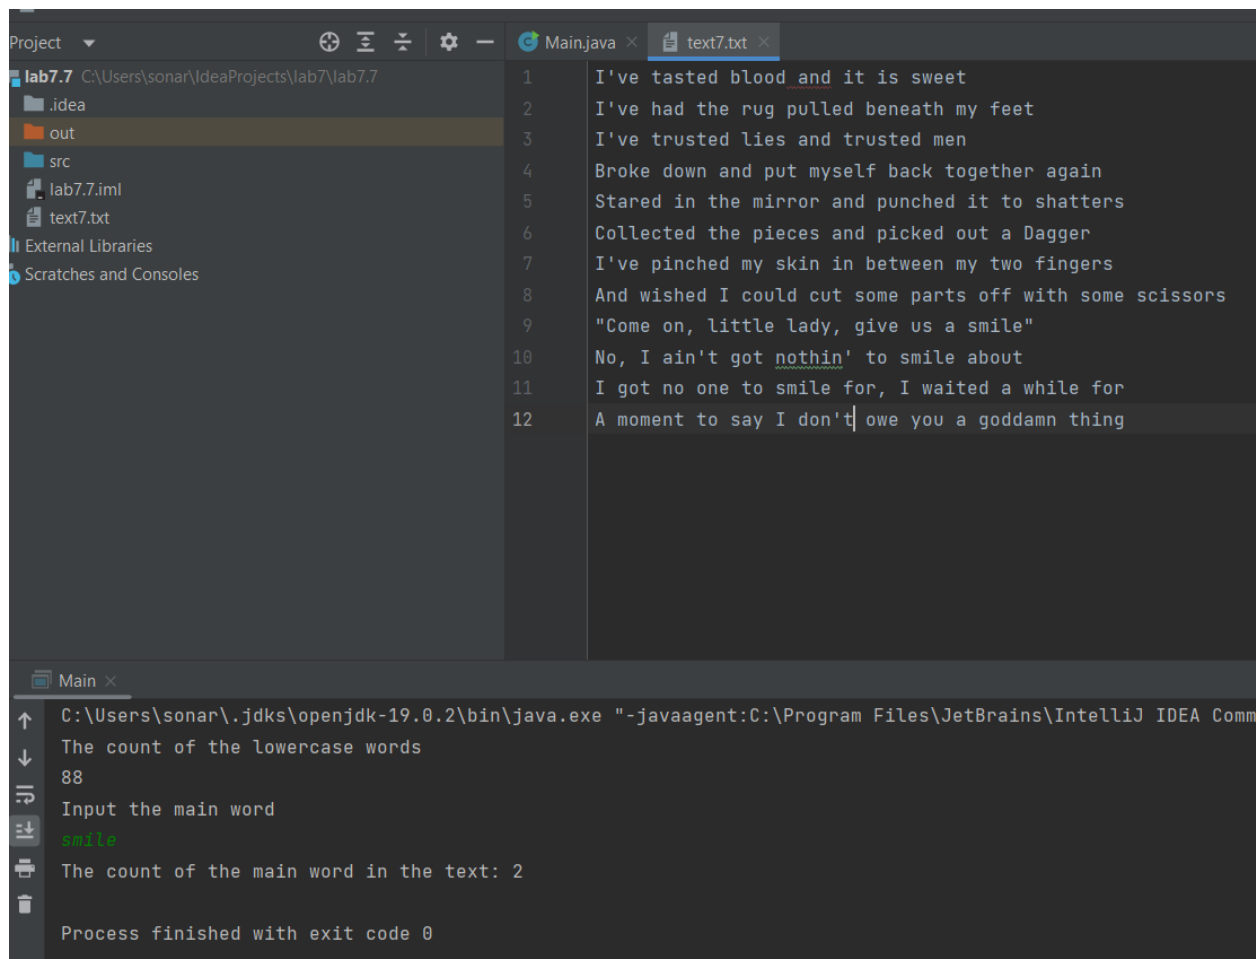 Project
Main.java
text7.txt
lab7.7 C:\Users\sonar\IdeaProjects\lab7\lab7.7
.idea
out
src
lab7.7.iml
text7.txt
External Libraries
Scratches and Consoles
1 I've tasted blood and it is sweet
2 I've had the rug pulled beneath my feet
3 I've trusted lies and trusted men
4 Broke down and put myself back together again
5 Stared in the mirror and punched it to shatters
6 Collected the pieces and picked out a Dagger
7 I've pinched my skin in between my two fingers
8 And wished I could cut some parts off with some scissors
9 "Come on, little lady, give us a smile"
10 No, I ain't got nothin' to smile about
11 I got no one to smile for, I waited a while for
12 A moment to say I don't owe you a goddamn thing
Main
C:\Users\sonar\.jdks\openjdk-19.0.2\bin\java.exe "-javaagent:C:\Program Files\JetBrains\IntelliJ IDEA Comm
The count of the lowercase words
88
Input the main word
smile
The count of the main word in the text: 2
Process finished with exit code 0